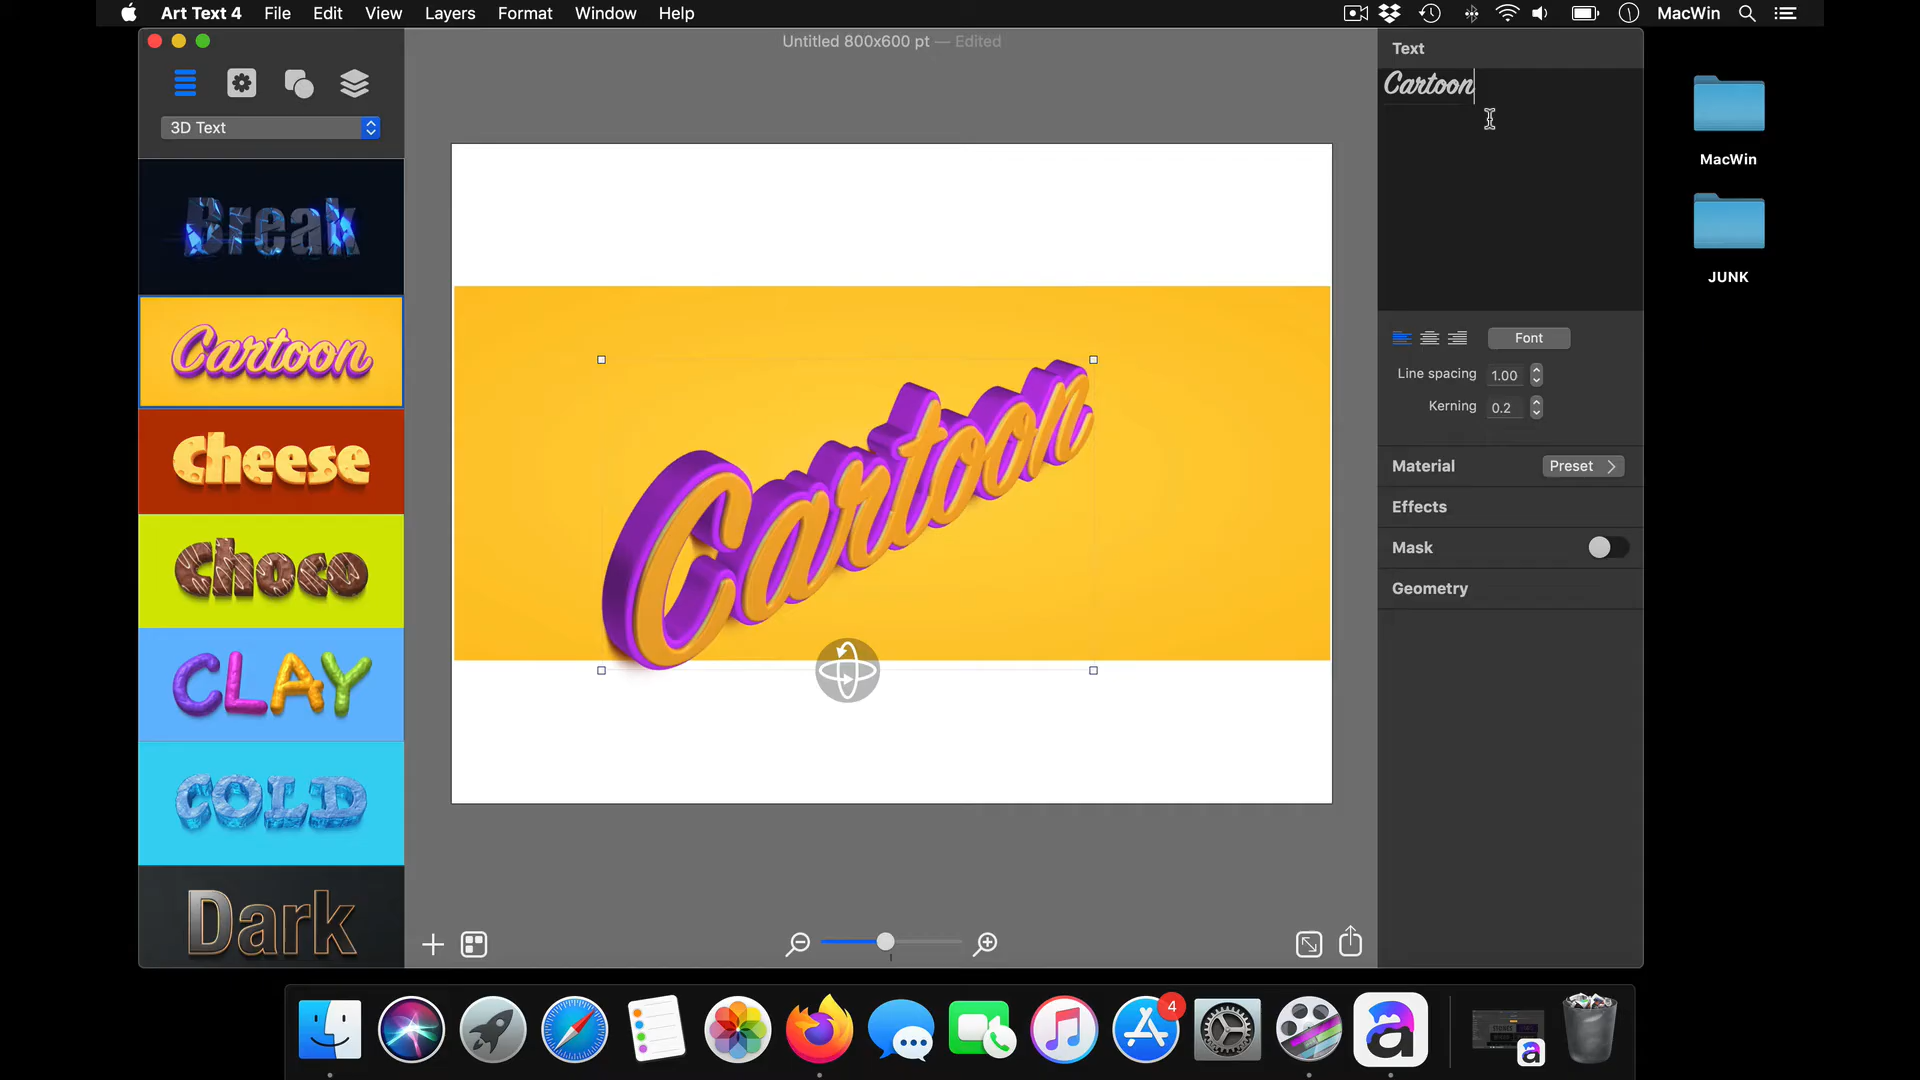 Art Text 4 File Edit View Layers Format Window Help MacWin
Untitled 800x600 pt — Edited
3D Text
Break
Cartoon
Cheese
Choco
CLAY
COLD
Dark
Cartoon
Text
Cartoon
Font
Line spacing 1.00
Kerning 0.2
Material Preset
Effects
Mask
Geometry
MacWin
JUNK
4